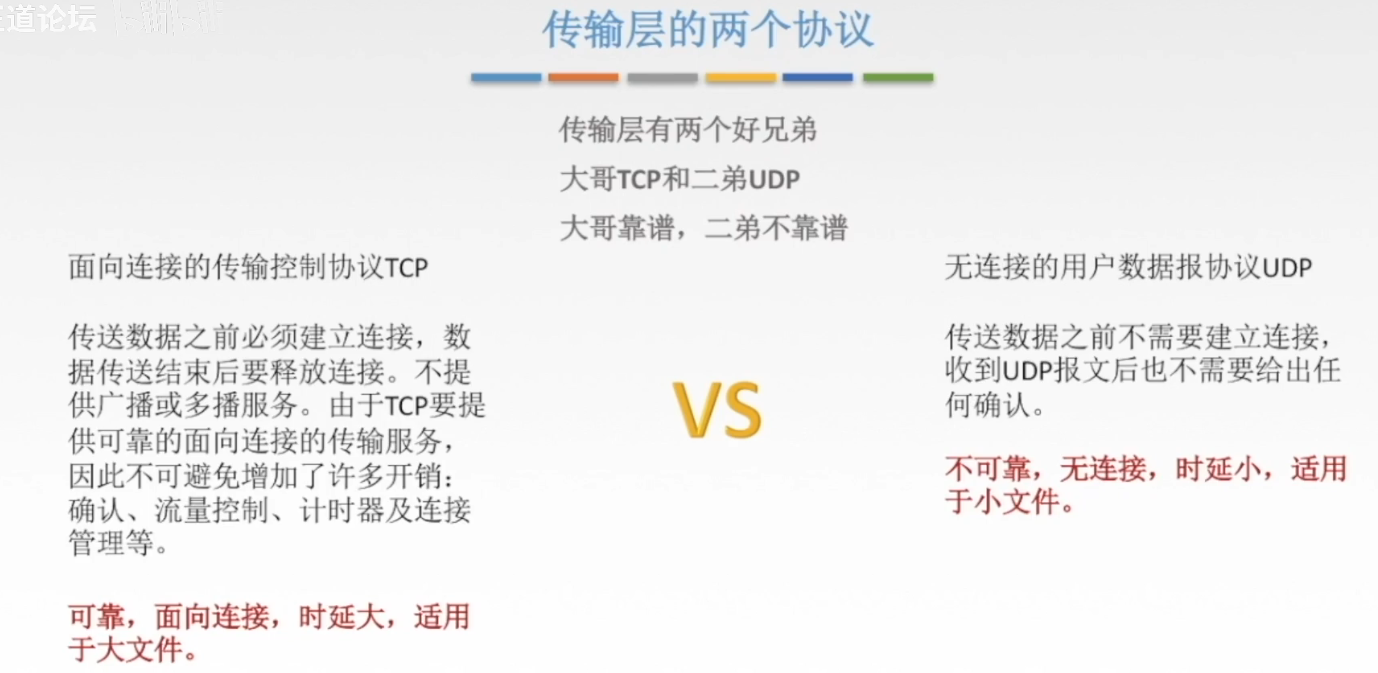 道论坛
传输层的两个协议
传输层有两个好兄弟
大哥TCP和二弟UDP
大哥靠谱，二弟不靠谱
面向连接的传输控制协议TCP
传送数据之前必须建立连接，数
据传送结束后要释放连接。不提
供广播或多播服务。由于TCP要提
供可靠的面向连接的传输服务，
因此不可避免增加了许多开销：
确认、流量控制、计时器及连接
管理等。
可靠，面向连接，时延大，适用
于大文件。
VS
无连接的用户数据报协议UDP
传送数据之前不需要建立连接，
收到UDP报文后也不需要给出任
何确认。
不可靠，无连接，时延小，适用
于小文件。